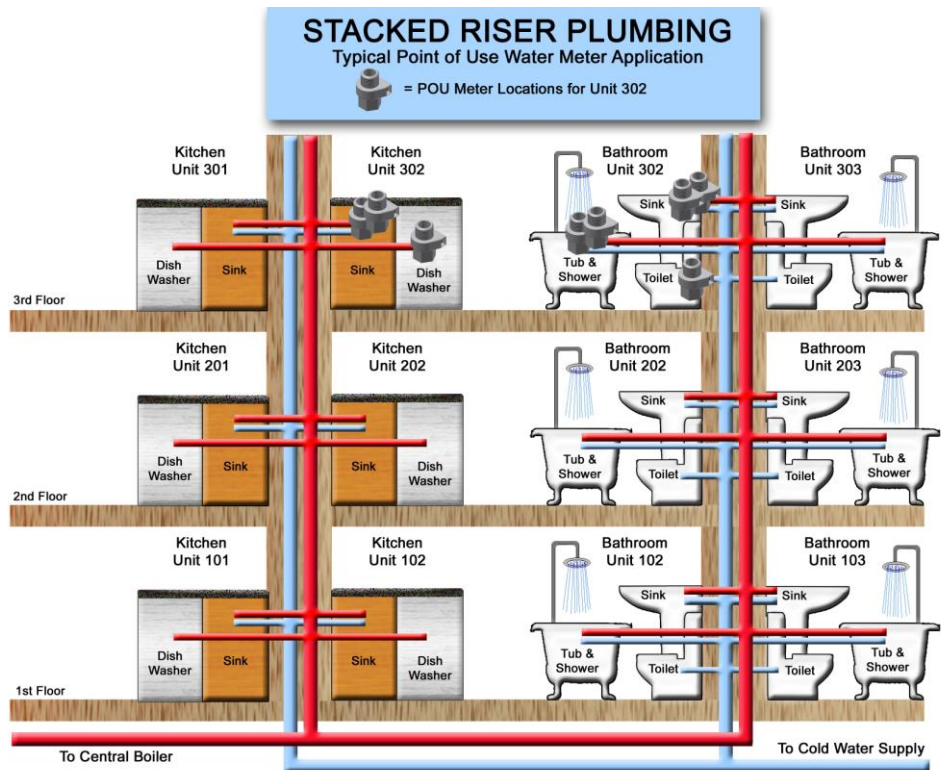 STACKED RISER PLUMBING
Typical Point of Use Water Meter Application
= POU Meter Locations for Unit 302
Kitchen
Unit 301
Kitchen
Unit 302
Bathroom
Unit 302
Bathroom
Unit 303
Dish
Washer
Sink
Sink
Dish
Washer
Sink
Sink
Tub &
Shower
Toilet
Toilet
Tub &
Shower
3rd Floor
Kitchen
Unit 201
Kitchen
Unit 202
Bathroom
Unit 202
Bathroom
Unit 203
Dish
Washer
Sink
Sink
Dish
Washer
Sink
Sink
Tub &
Shower
Toilet
Toilet
Tub &
Shower
2nd Floor
Kitchen
Unit 101
Kitchen
Unit 102
Bathroom
Unit 102
Bathroom
Unit 103
Dish
Washer
Sink
Sink
Dish
Washer
Sink
Sink
Tub &
Shower
Toilet
Toilet
Tub &
Shower
1st Floor
To Central Boiler
To Cold Water Supply